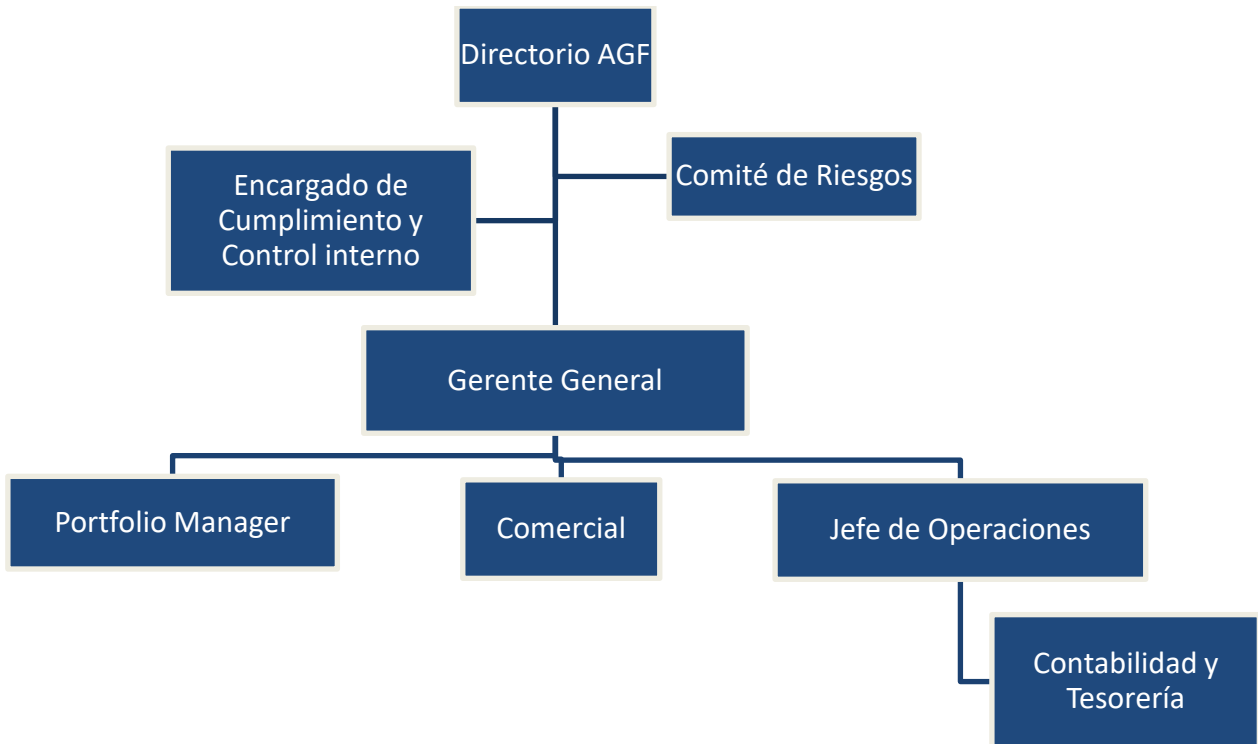 Directorio AGF
Comité de Riesgos
Encargado de
Cumplimiento y
Control interno
Gerente General
Portfolio Manager
Comercial
Jefe de Operaciones
Contabilidad y
Tesorería